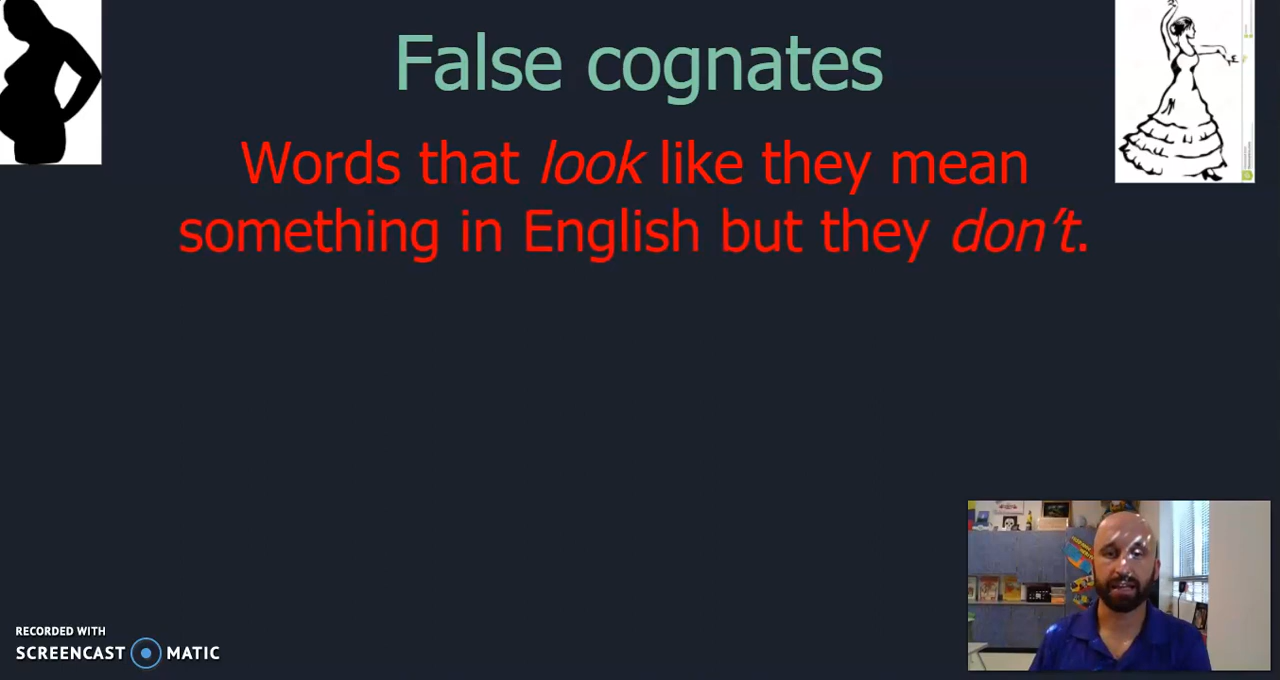 False cognates
Words that look like they mean
something in English but they don't.
RECORDED WITH
SCREENCAST MATIC